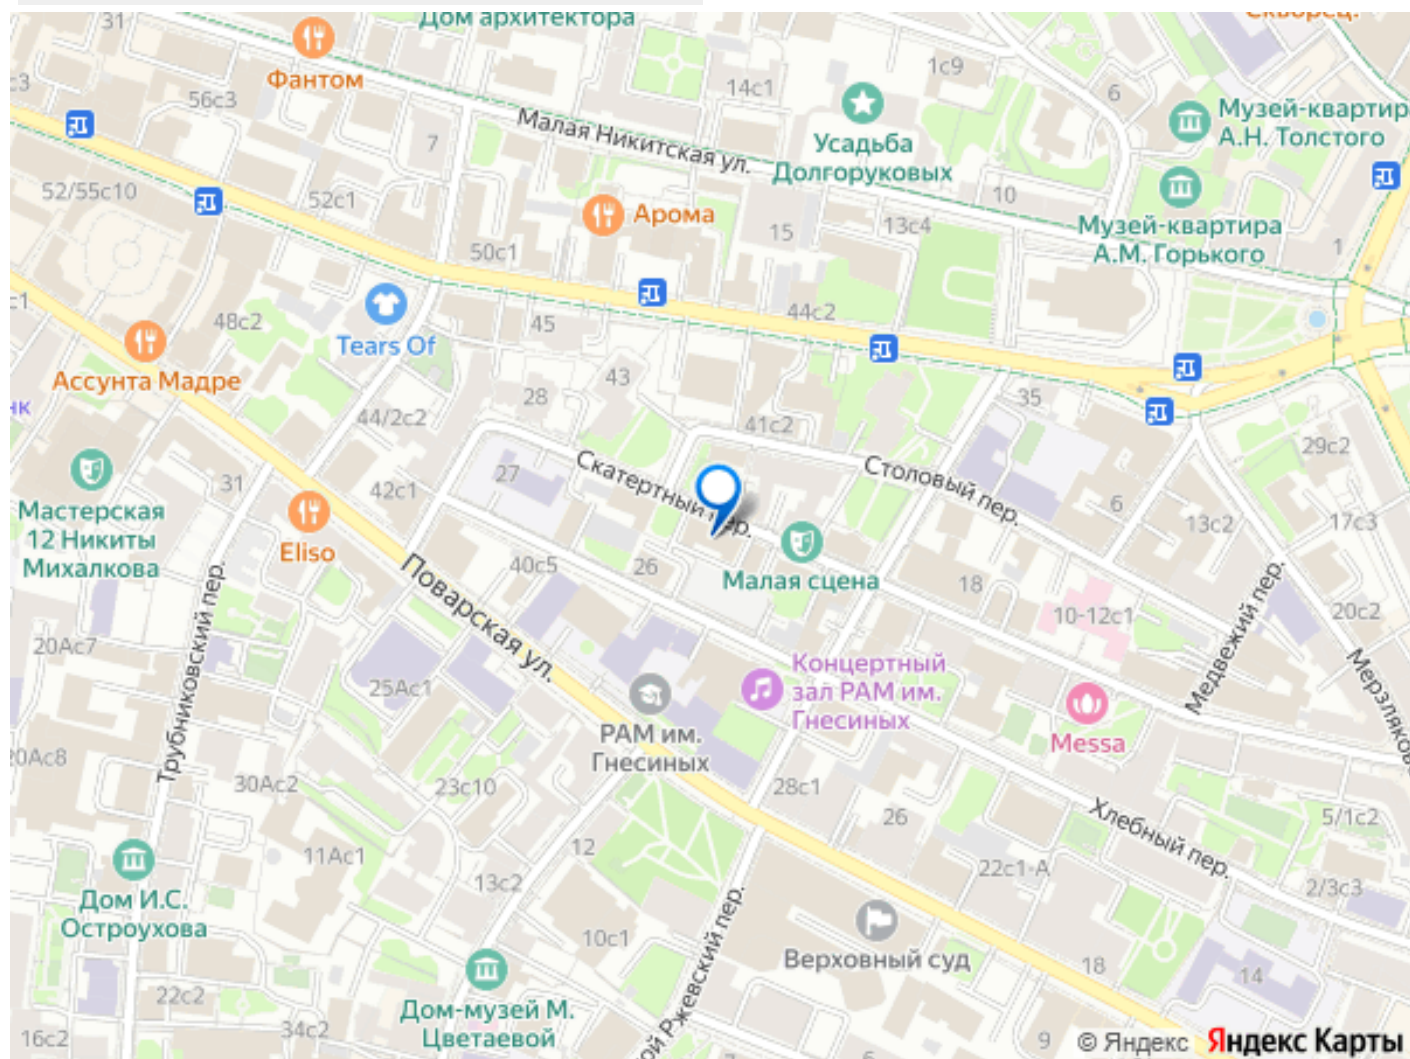 Дом архитектора
31
Фантом
56с3
14с1
1с9
6
Музей-квартир
А.Н. Толстого
Малая Никитская ул.
Усадьба
Долгоруковых
7
52/55с10
52с1
Арома
15
10
13с4
Музей-квартира
А.М. Горького
1
50с1
44с2
48с2
Tears Of
45
Ассунта Мадре
43
28
35
44/2с2
41с2
29с2
Скатертный пер.
Столовый пер.
27
31
42с1
6
13с2
17с3
Мастерская
12 Никиты
Михалкова
Eliso
40с5
26
Малая сцена
18
10-12с1
20с2
Поварская ул.
Трубниковский пер.
Медвежий пер.
20Ас7
25Ас1
Концертный
зал РАМ им.
Гнесиных
РАМ им.
Гнесиных
Messa
20Ас8
30Ас2
23с10
28с1
26
Хлебный пер.
5/1с2
11Ас1
12
13с2
22с1-А
2/3с3
Дом И.С.
Остроухова
10с1
Верховный суд
18
14
22с2
34с2
Дом-музей М.
Цветаевой
ой Ржевский пер.
16с2
9
© Яндекс Яндекс Карты